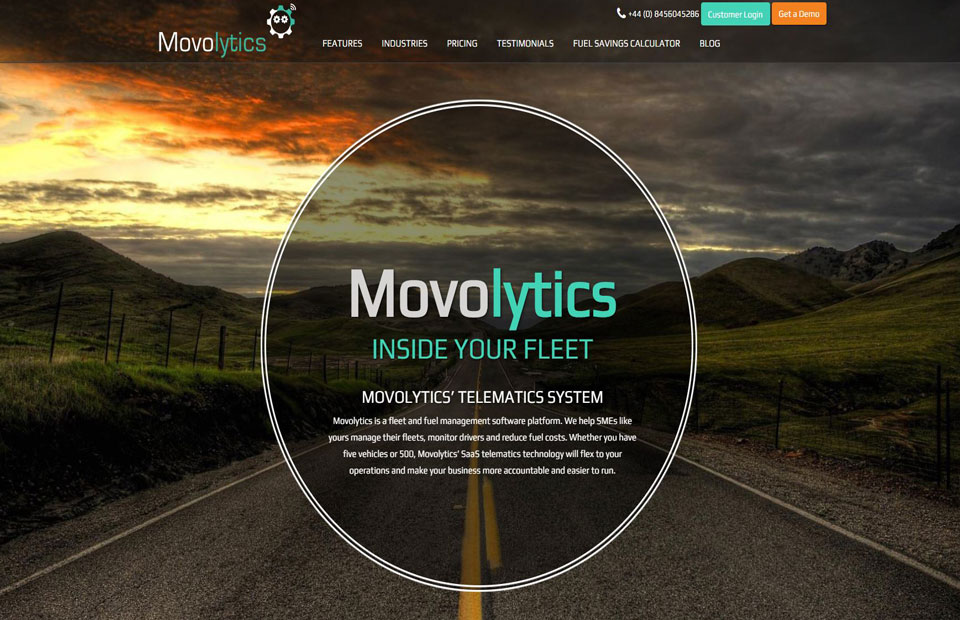 +44 (0) 8456045286 Customer Login Get a Demo
Movolytics
FEATURES INDUSTRIES PRICING TESTIMONIALS FUEL SAVINGS CALCULATOR BLOG
Movolytics
INSIDE YOUR FLEET
MOVOLYTICS’ TELEMATICS SYSTEM
Movolytics is a fleet and fuel management software platform. We help SMEs like
yours manage their fleets, monitor drivers and reduce fuel costs. Whether you have
five vehicles or 500, Movolytics’ SaaS telematics technology will flex to your
operations and make your business more accountable and easier to run.